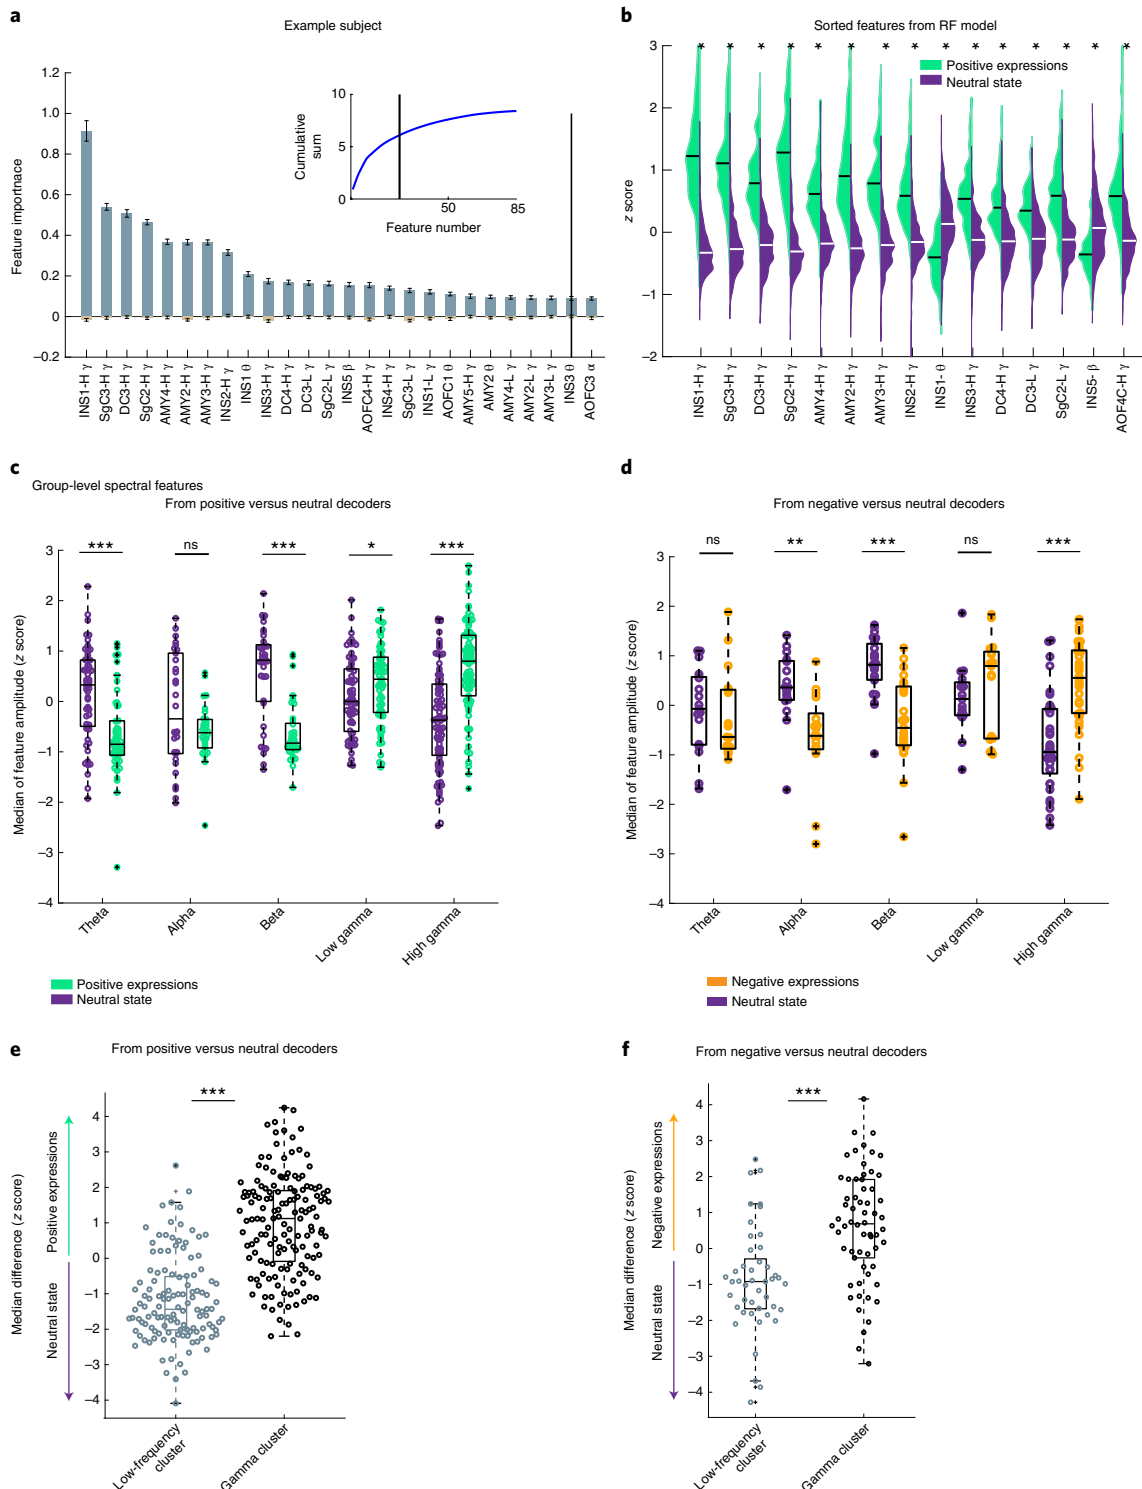 a
Example subject
Feature importnace
1.2
1.0
0.8
0.6
0.4
0.2
0
−0.2
Cumulative
sum
10
5
0
50
85
Feature number
INS1-H γ
SgC3-H γ
DC3-H γ
SgC2-H γ
AMY4-H γ
AMY2-H γ
AMY3-H γ
INS2-H γ
INS1 θ
INS3-H γ
DC4-H γ
DC3-L γ
SgC2-L γ
INS5 β
AOFC4-H γ
INS4-H γ
SgC3-L γ
INS1-L γ
AOFC1 θ
AMY5-H γ
AMY2 θ
AMY4-L γ
AMY2-L γ
AMY3-L γ
INS3 θ
AOFC3 α
b
Sorted features from RF model
* * * * * * * * * * * * * * *
Positive expressions
Neutral state
z score
3
2
1
0
−1
−2
INS1-H γ
SgC3-H γ
DC3-H γ
SgC2-H γ
AMY4-H γ
AMY2-H γ
AMY3-H γ
INS2-H γ
INS1- θ
INS3-H γ
DC4-H γ
DC3-L γ
SgC2-L γ
INS5- β
AOF4C-H γ
c
Group-level spectral features
From positive versus neutral decoders
*** ns *** * ***
Median of feature amplitude (z score)
3
2
1
0
−1
−2
−3
−4
Theta
Alpha
Beta
Low gamma
High gamma
Positive expressions
Neutral state
d
From negative versus neutral decoders
ns ** *** ns ***
Median of feature amplitude (z score)
3
2
1
0
−1
−2
−3
−4
Theta
Alpha
Beta
Low gamma
High gamma
Negative expressions
Neutral state
e
From positive versus neutral decoders
***
Positive expressions
Neutral state
Median difference (z score)
4
3
2
1
0
−1
−2
−3
−4
Low-frequency
cluster
Gamma cluster
f
From negative versus neutral decoders
***
Negative expressions
Neutral state
Median difference (z score)
4
3
2
1
0
−1
−2
−3
−4
Low-frequency
cluster
Gamma cluster